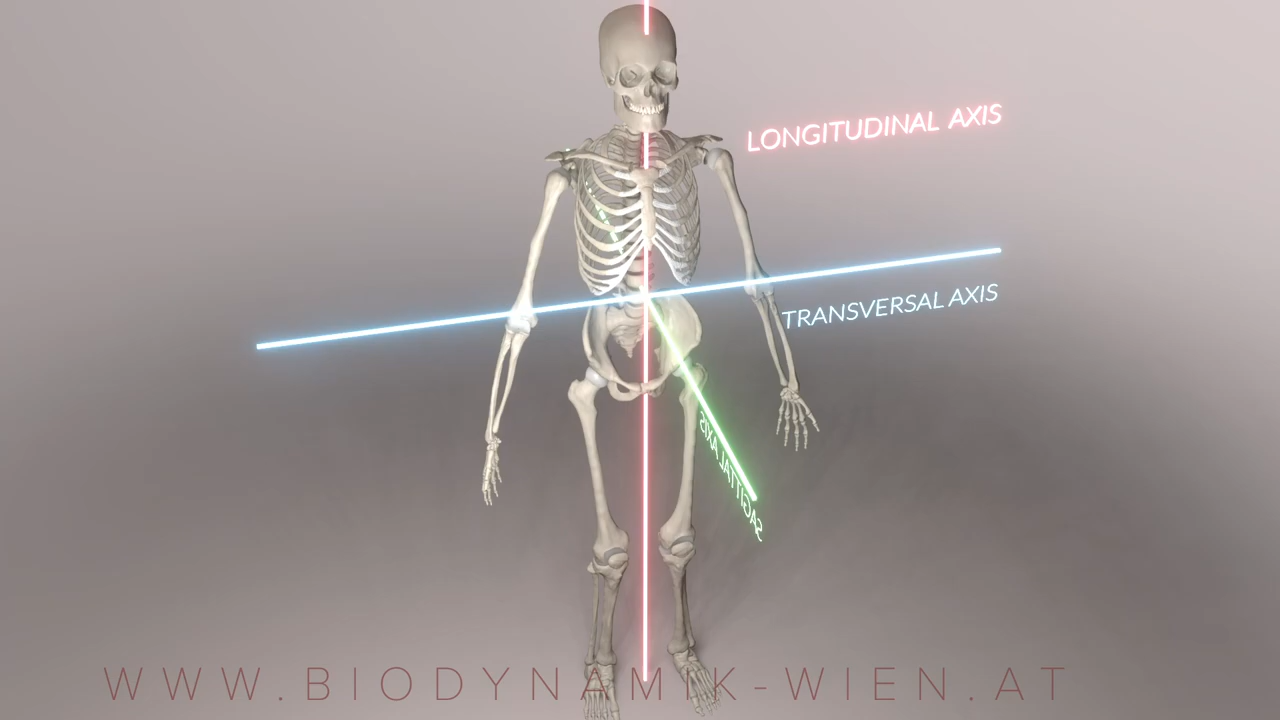 LONGITUDINAL AXIS
TRANSVERSAL AXIS
SAGITTAL AXIS
WWW.BIODYNAMIK-WIEN.AT